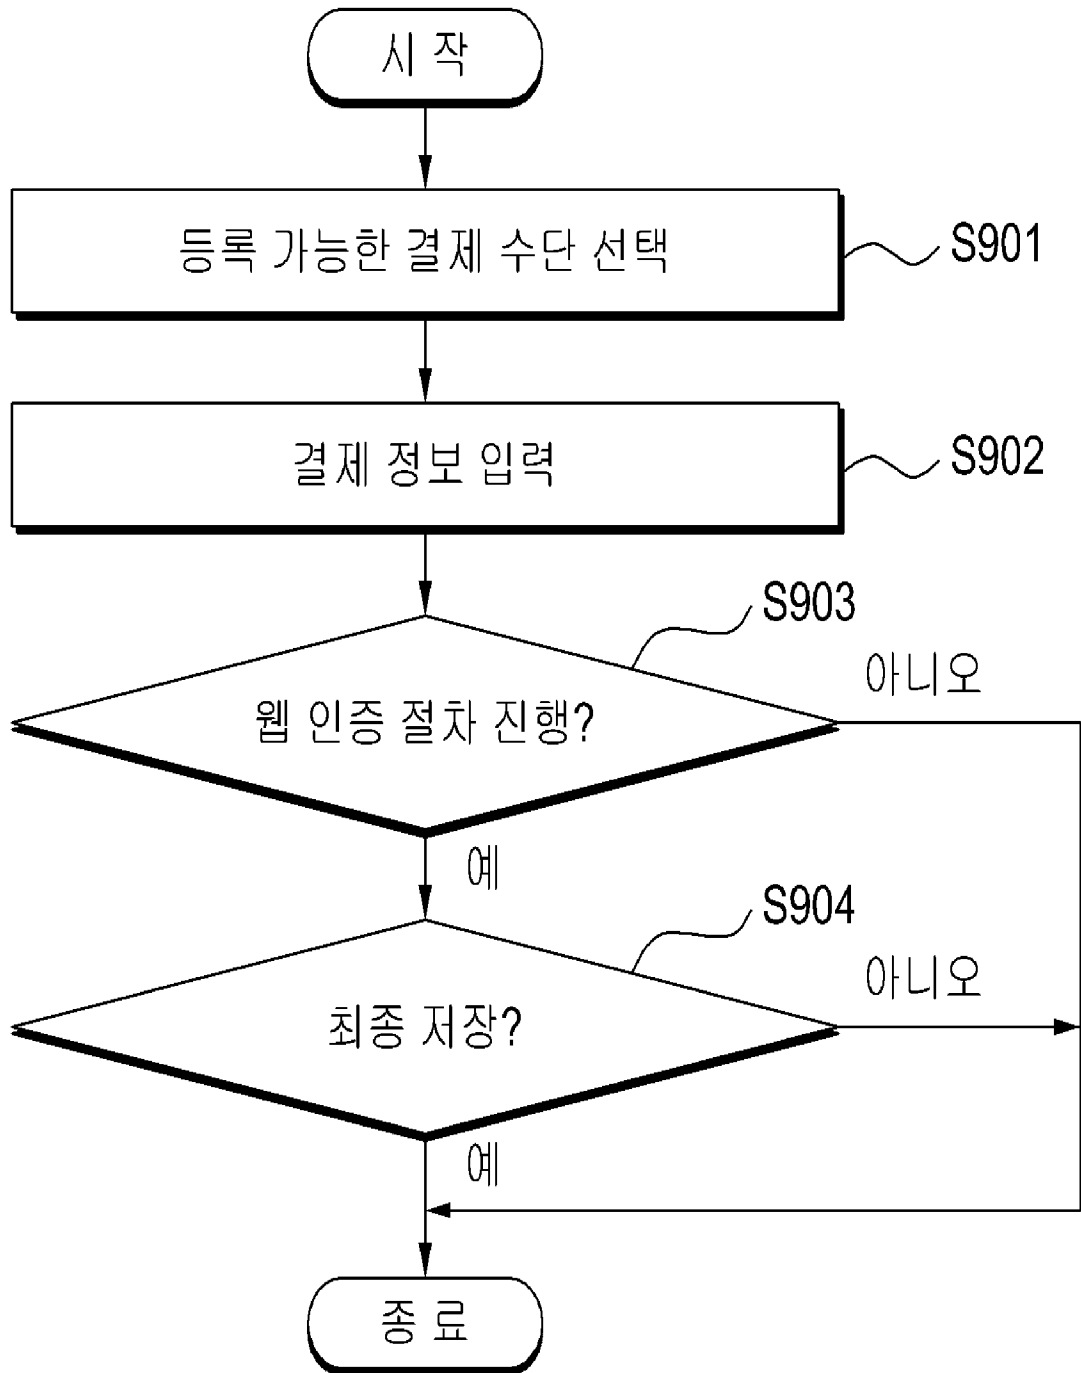 시 작
등록 가능한 결제 수단 선택
S901
결제 정보 입력
S902
S903
아니오
웹 인증 절차 진행?
예
S904
아니오
최종 저장?
예
종 료